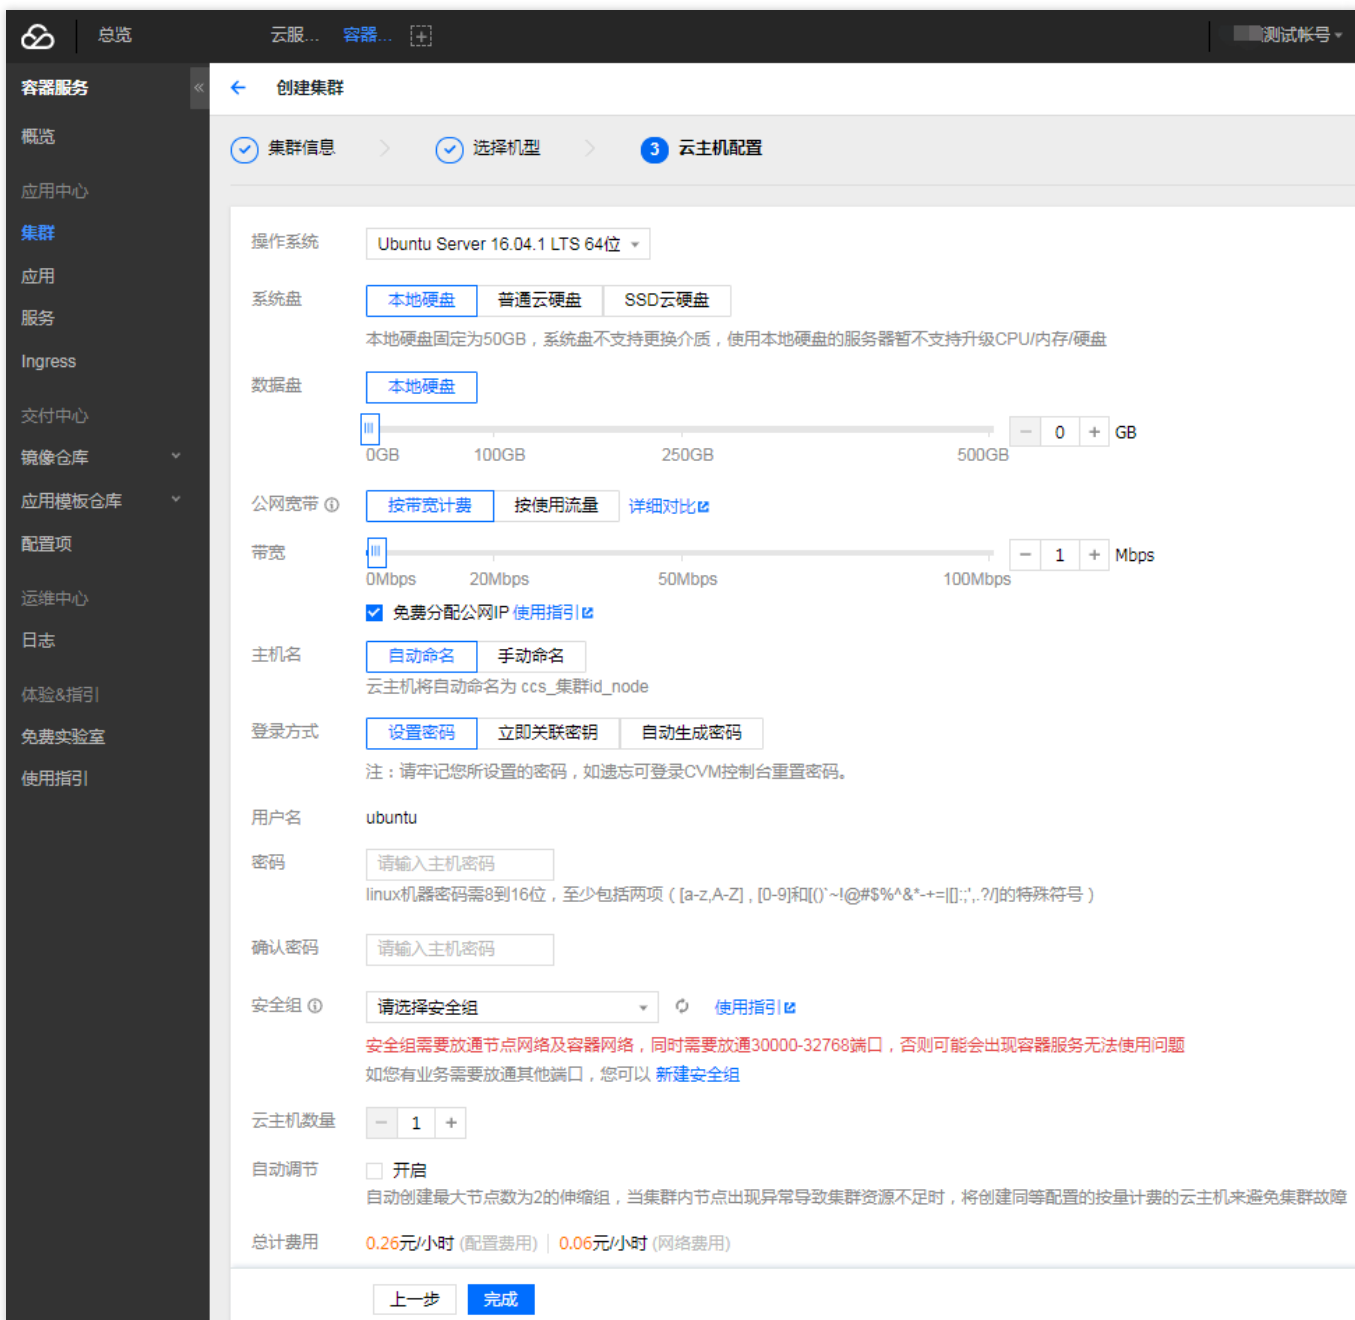 总览 云服... 容器... 测试帐号
容器服务
概览
应用中心
集群
应用
服务
Ingress
交付中心
镜像仓库
应用模板仓库
配置项
运维中心
日志
体验&指引
免费实验室
使用指引
创建集群
集群信息 选择机型 3 云主机配置
操作系统 Ubuntu Server 16.04.1 LTS 64位
系统盘 本地硬盘 普通云硬盘 SSD云硬盘
本地硬盘固定为50GB，系统盘不支持更换介质，使用本地硬盘的服务器暂不支持升级CPU/内存/硬盘
数据盘 本地硬盘
0 GB
0GB 100GB 250GB 500GB
公网宽带 按带宽计费 按使用流量 详细对比
带宽 1 Mbps
0Mbps 20Mbps 50Mbps 100Mbps
免费分配公网IP 使用指引
主机名 自动命名 手动命名
云主机将自动命名为 ccs_集群id_node
登录方式 设置密码 立即关联密钥 自动生成密码
注：请牢记您所设置的密码，如遗忘可登录CVM控制台重置密码。
用户名 ubuntu
密码 请输入主机密码
linux机器密码需8到16位，至少包括两项（[a-z,A-Z]，[0-9]和[()`~!@#$%^&*-+=|[]:;',.?/]的特殊符号）
确认密码 请输入主机密码
安全组 请选择安全组 使用指引
安全组需要放通节点网络及容器网络，同时需要放通30000-32768端口，否则可能会出现容器服务无法使用问题
如您有业务需要放通其他端口，您可以 新建安全组
云主机数量 1
自动调节 开启
自动创建最大节点数为2的伸缩组，当集群内节点出现异常导致集群资源不足时，将创建同等配置的按量计费的云主机来避免集群故障
总计费用 0.26元/小时 (配置费用) 0.06元/小时 (网络费用)
上一步 完成